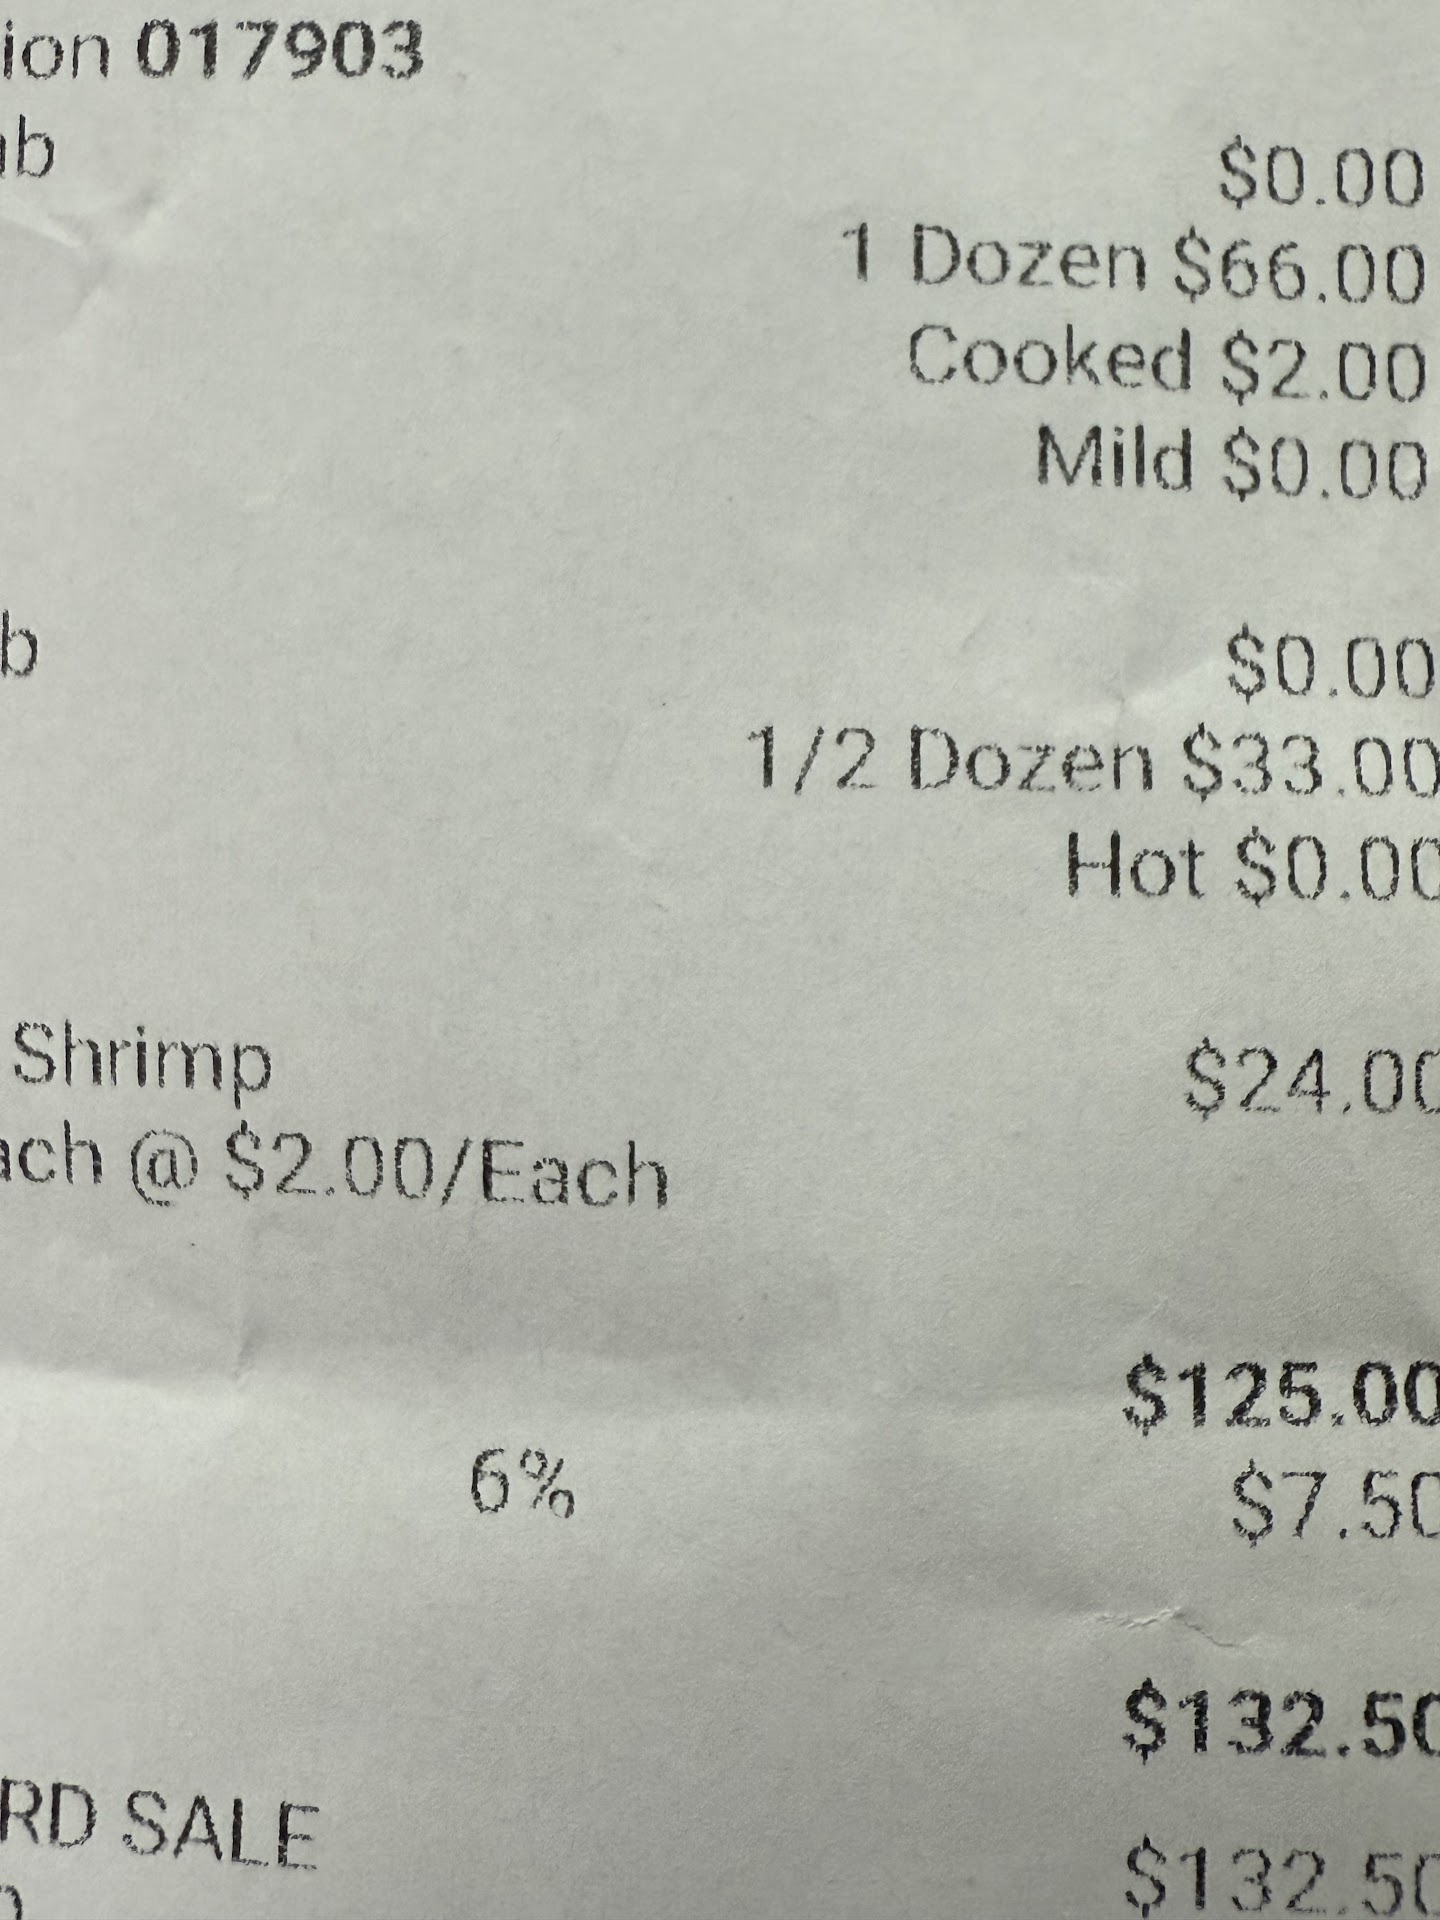 ion 017903
ab
$0.00
1 Dozen $66.00
Cooked $2.00
Mild $0.00
b
$0.00
1/2 Dozen $33.00
Hot $0.00
Shrimp $24.00
ach @ $2.00/Each
$125.00
6% $7.50
$132.50
RD SALE
$132.50